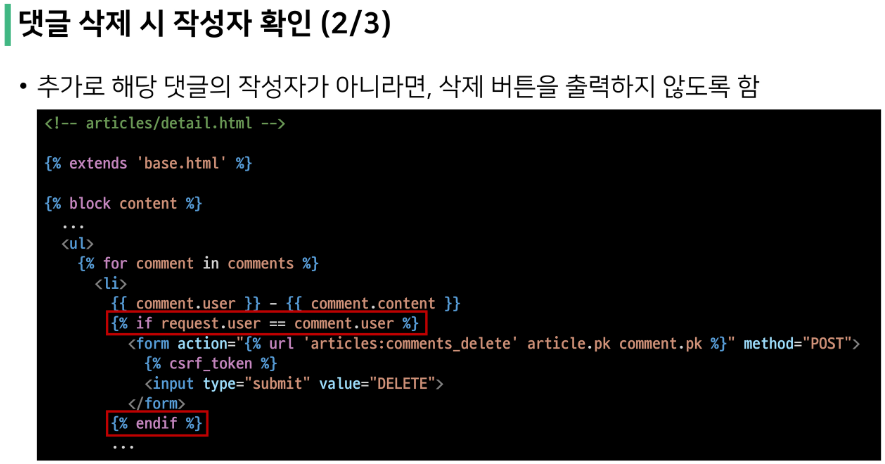 댓글 삭제 시 작성자 확인 (2/3)
• 추가로 해당 댓글의 작성자가 아니라면, 삭제 버튼을 출력하지 않도록 함
<!-- articles/detail.html -->
{% extends 'base.html' %}
{% block content %}
...
<ul>
{% for comment in comments %}
<li>
{{ comment.user }} - {{ comment.content }}
{% if request.user == comment.user %}
<form action="{% url 'articles:comments_delete' article.pk comment.pk %}" method="POST">
{% csrf_token %}
<input type="submit" value="DELETE">
</form>
{% endif %}
...